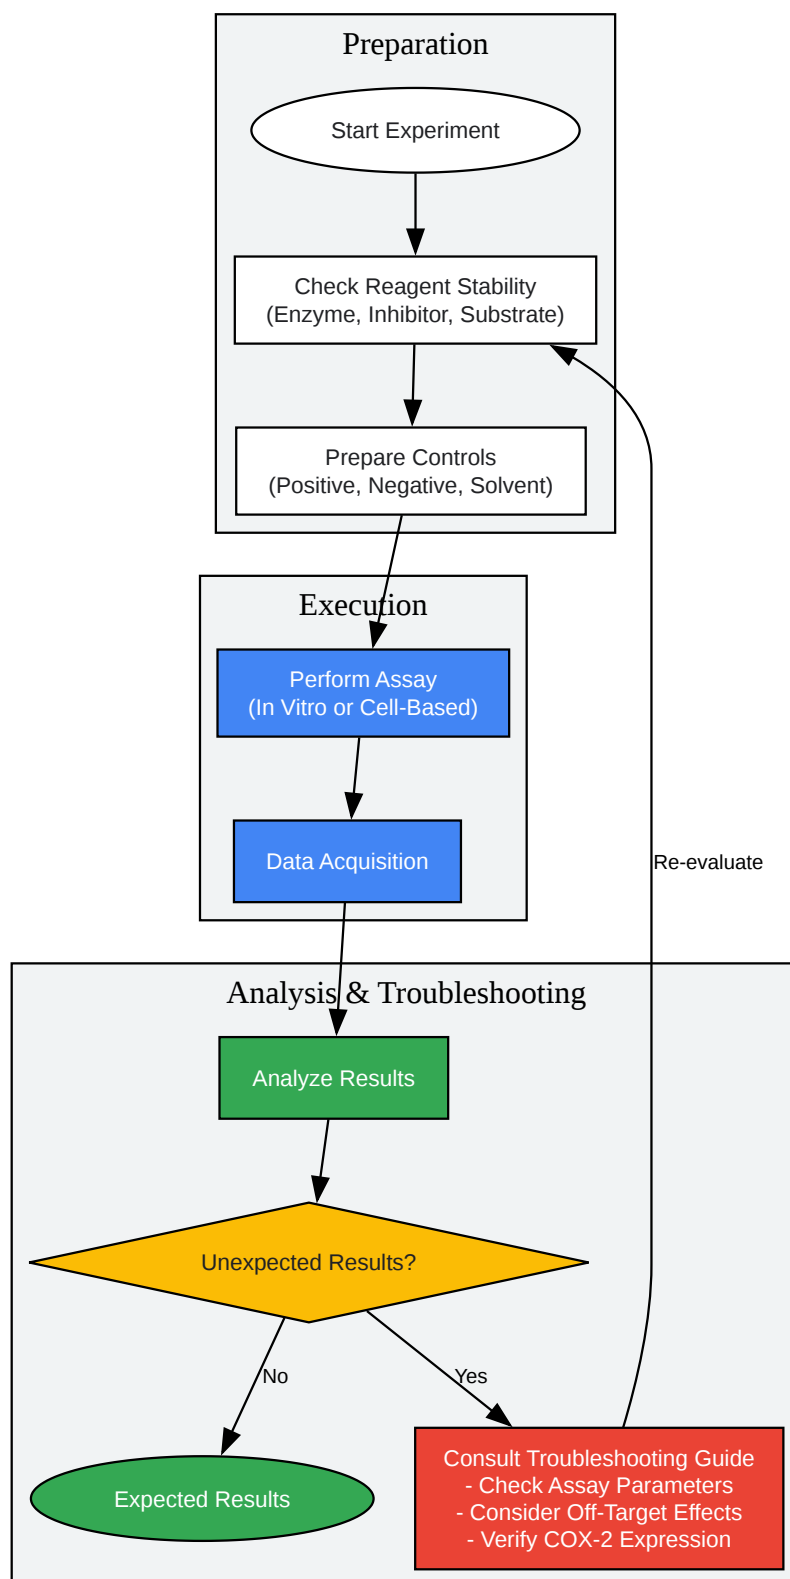 Preparation
Start Experiment
Check Reagent Stability
(Enzyme, Inhibitor, Substrate)
Prepare Controls
(Positive, Negative, Solvent)
Execution
Perform Assay
(In Vitro or Cell-Based)
Data Acquisition
Re-evaluate
Analysis & Troubleshooting
Analyze Results
Unexpected Results?
No
Yes
Expected Results
Consult Troubleshooting Guide
- Check Assay Parameters
- Consider Off-Target Effects
- Verify COX-2 Expression